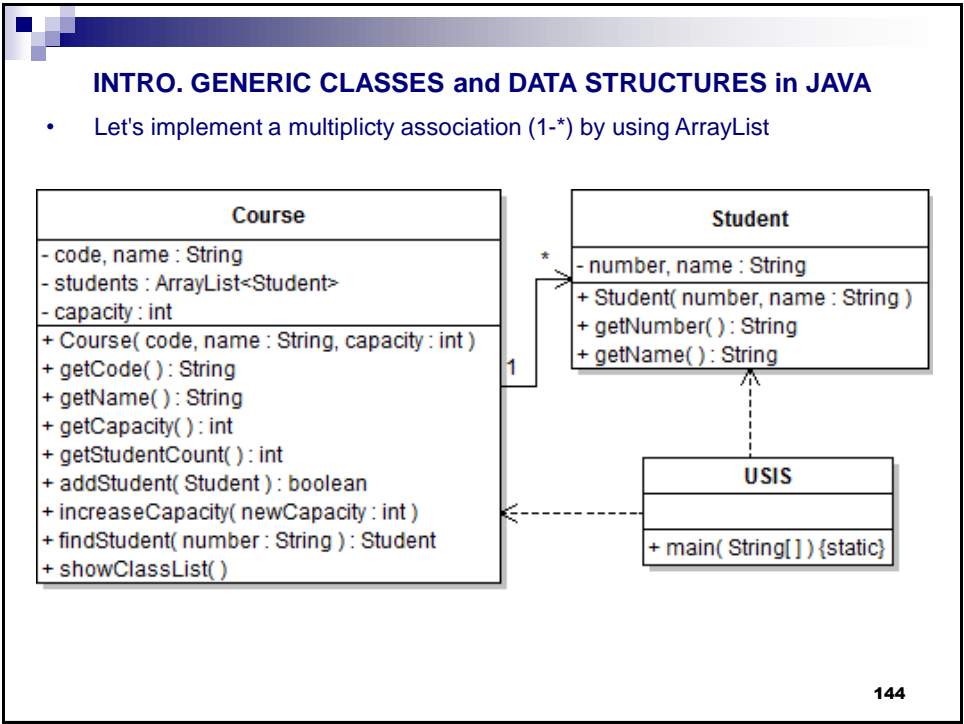 INTRO. GENERIC CLASSES and DATA STRUCTURES in JAVA
• Let's implement a multiplicty association (1-*) by using ArrayList
Course
- code, name : String
- students : ArrayList<Student>
- capacity : int
+ Course( code, name : String, capacity : int )
+ getCode( ) : String
+ getName( ) : String
+ getCapacity( ) : int
+ getStudentCount( ) : int
+ addStudent( Student ) : boolean
+ increaseCapacity( newCapacity : int )
+ findStudent( number : String ) : Student
+ showClassList( )
1
*
Student
- number, name : String
+ Student( number, name : String )
+ getNumber( ) : String
+ getName( ) : String
USIS
+ main( String[ ] ) {static}
144